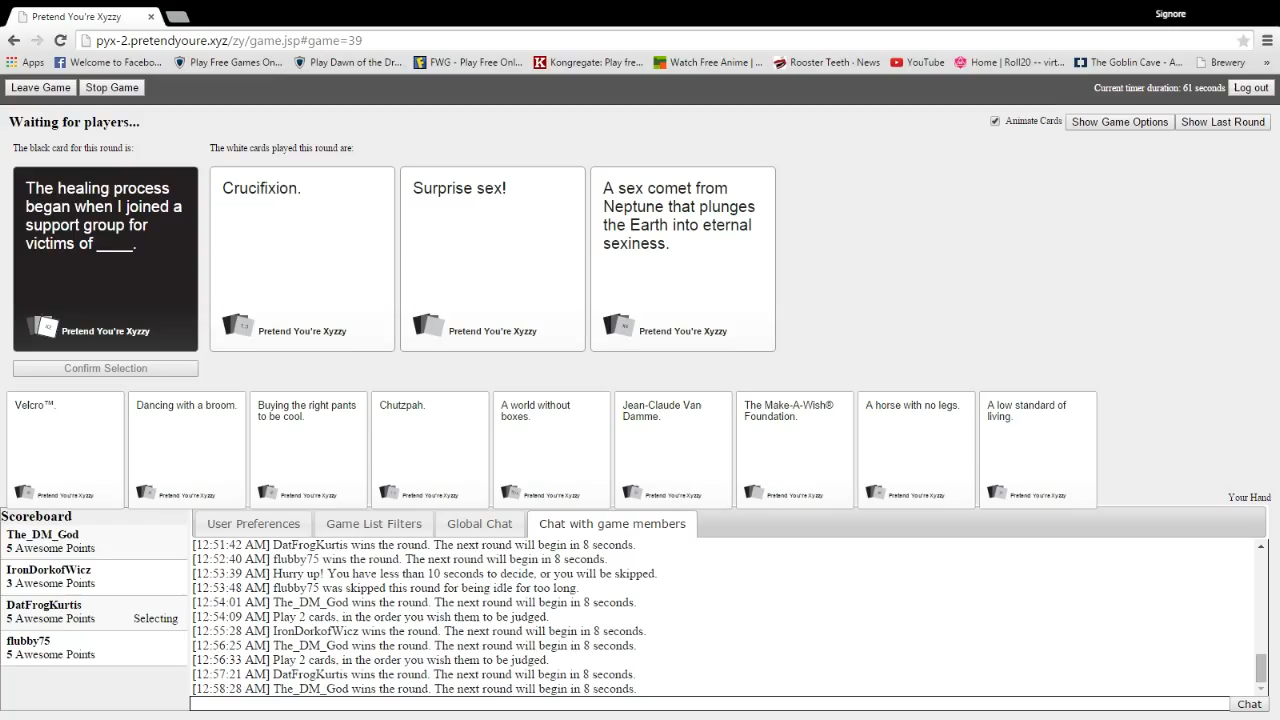 Pretend You're Xyzzy
Signore
pyx-2.pretendyoure.xyz/zy/game.jsp#game=39
Apps Welcome to Facebo... Play Free Games On... Play Dawn of the Dr... FWG - Play Free Onl... Kongregate: Play fre... Watch Free Anime | ... Rooster Teeth · News YouTube Home | Roll20 -- virt... The Goblin Cave - A... Brewery »
Leave Game Stop Game Current timer duration: 61 seconds Log out
Waiting for players... Animate Cards Show Game Options Show Last Round
The black card for this round is: The white cards played this round are:
The healing process
began when I joined a
support group for
victims of ____.
Pretend You're Xyzzy
Crucifixion.
Pretend You're Xyzzy
Surprise sex!
Pretend You're Xyzzy
A sex comet from
Neptune that plunges
the Earth into eternal
sexiness.
Pretend You're Xyzzy
Confirm Selection
Velcro™.
Pretend You're Xyzzy
Dancing with a broom.
Pretend You're Xyzzy
Buying the right pants
to be cool.
Pretend You're Xyzzy
Chutzpah.
Pretend You're Xyzzy
A world without
boxes.
Pretend You're Xyzzy
Jean-Claude Van
Damme.
Pretend You're Xyzzy
The Make-A-Wish®
Foundation.
Pretend You're Xyzzy
A horse with no legs.
Pretend You're Xyzzy
A low standard of
living.
Pretend You're Xyzzy
Your Hand
Scoreboard
The_DM_God
5 Awesome Points
IronDorkofWicz
3 Awesome Points
DatFrogKurtis
5 Awesome Points Selecting
flubby75
5 Awesome Points
User Preferences Game List Filters Global Chat Chat with game members
[12:51:42 AM] DatFrogKurtis wins the round. The next round will begin in 8 seconds.
[12:52:40 AM] flubby75 wins the round. The next round will begin in 8 seconds.
[12:53:39 AM] Hurry up! You have less than 10 seconds to decide, or you will be skipped.
[12:53:48 AM] flubby75 was skipped this round for being idle for too long.
[12:54:01 AM] The_DM_God wins the round. The next round will begin in 8 seconds.
[12:54:09 AM] Play 2 cards, in the order you wish them to be judged.
[12:55:28 AM] IronDorkofWicz wins the round. The next round will begin in 8 seconds.
[12:56:25 AM] The_DM_God wins the round. The next round will begin in 8 seconds.
[12:56:33 AM] Play 2 cards, in the order you wish them to be judged.
[12:57:21 AM] DatFrogKurtis wins the round. The next round will begin in 8 seconds.
[12:58:28 AM] The_DM_God wins the round. The next round will begin in 8 seconds.
Chat